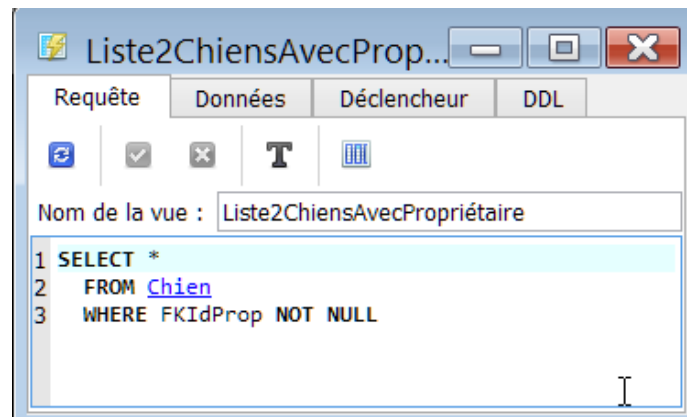 Liste2ChiensAvecProp...
Requête Données Déclencheur DDL
T
Nom de la vue : Liste2ChiensAvecPropriétaire
1 SELECT *
2 FROM Chien
3 WHERE FKIdProp NOT NULL